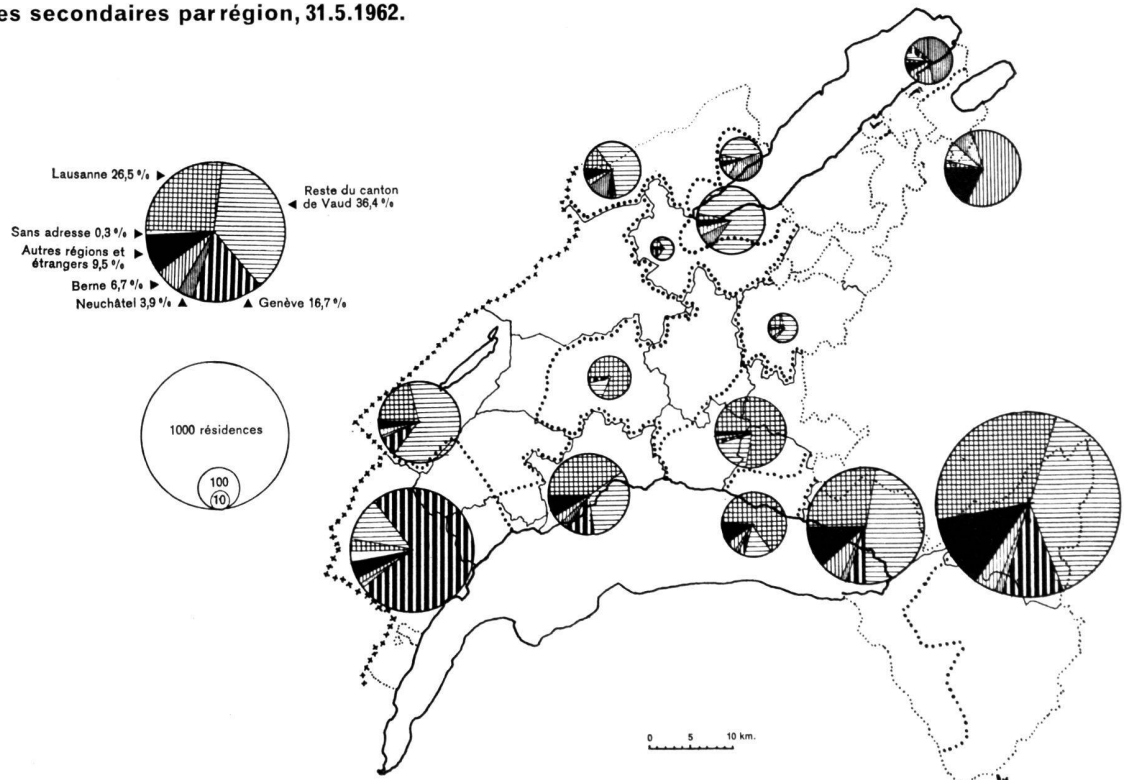 es secondaires par région, 31.5.1962.
Lausanne 26,5 %
Reste du canton
de Vaud 36,4 %
Sans adresse 0,3 %
Autres régions et
étrangers 9,5 %
Berne 6,7 %
Neuchâtel 3,9 %
Genève 16,7 %
1000 résidences
100
10
0 5 10 km.